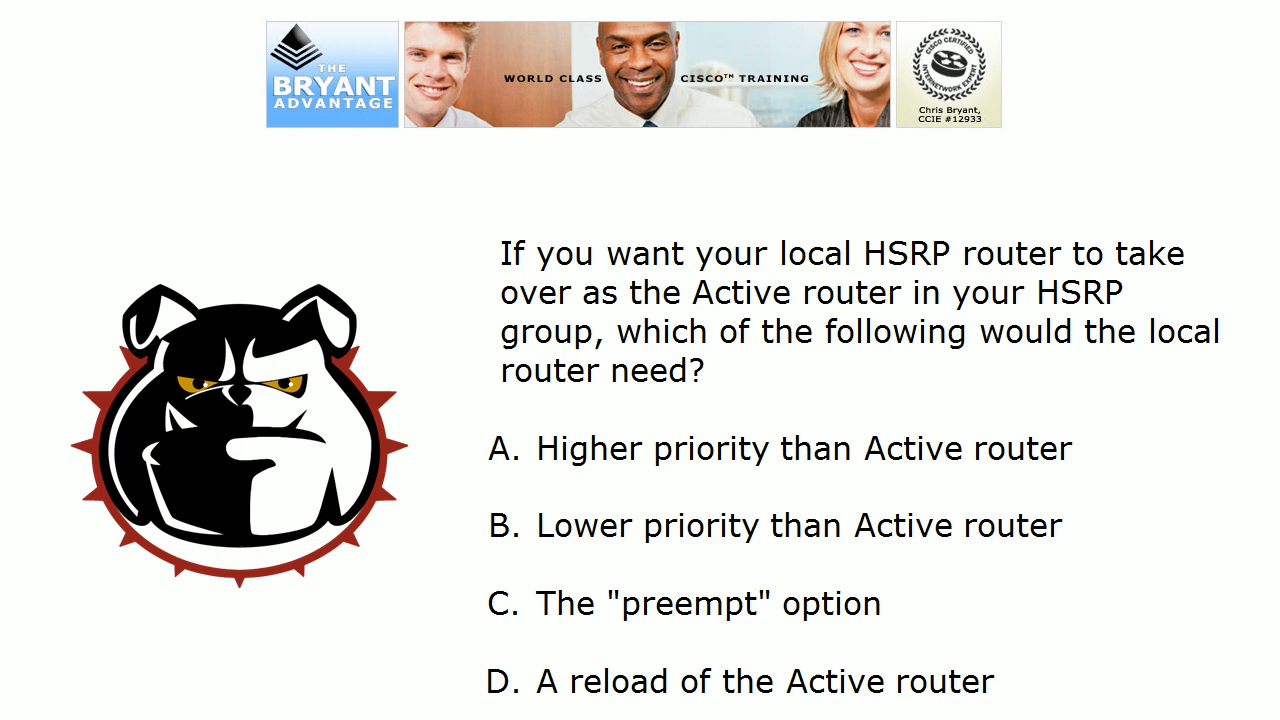 THE
BRYANT
ADVANTAGE
WORLD CLASS CISCO™ TRAINING
CISCO CERTIFIED
INTERNETWORK EXPERT
Chris Bryant,
CCIE #12933
If you want your local HSRP router to take
over as the Active router in your HSRP
group, which of the following would the local
router need?
A. Higher priority than Active router
B. Lower priority than Active router
C. The "preempt" option
D. A reload of the Active router